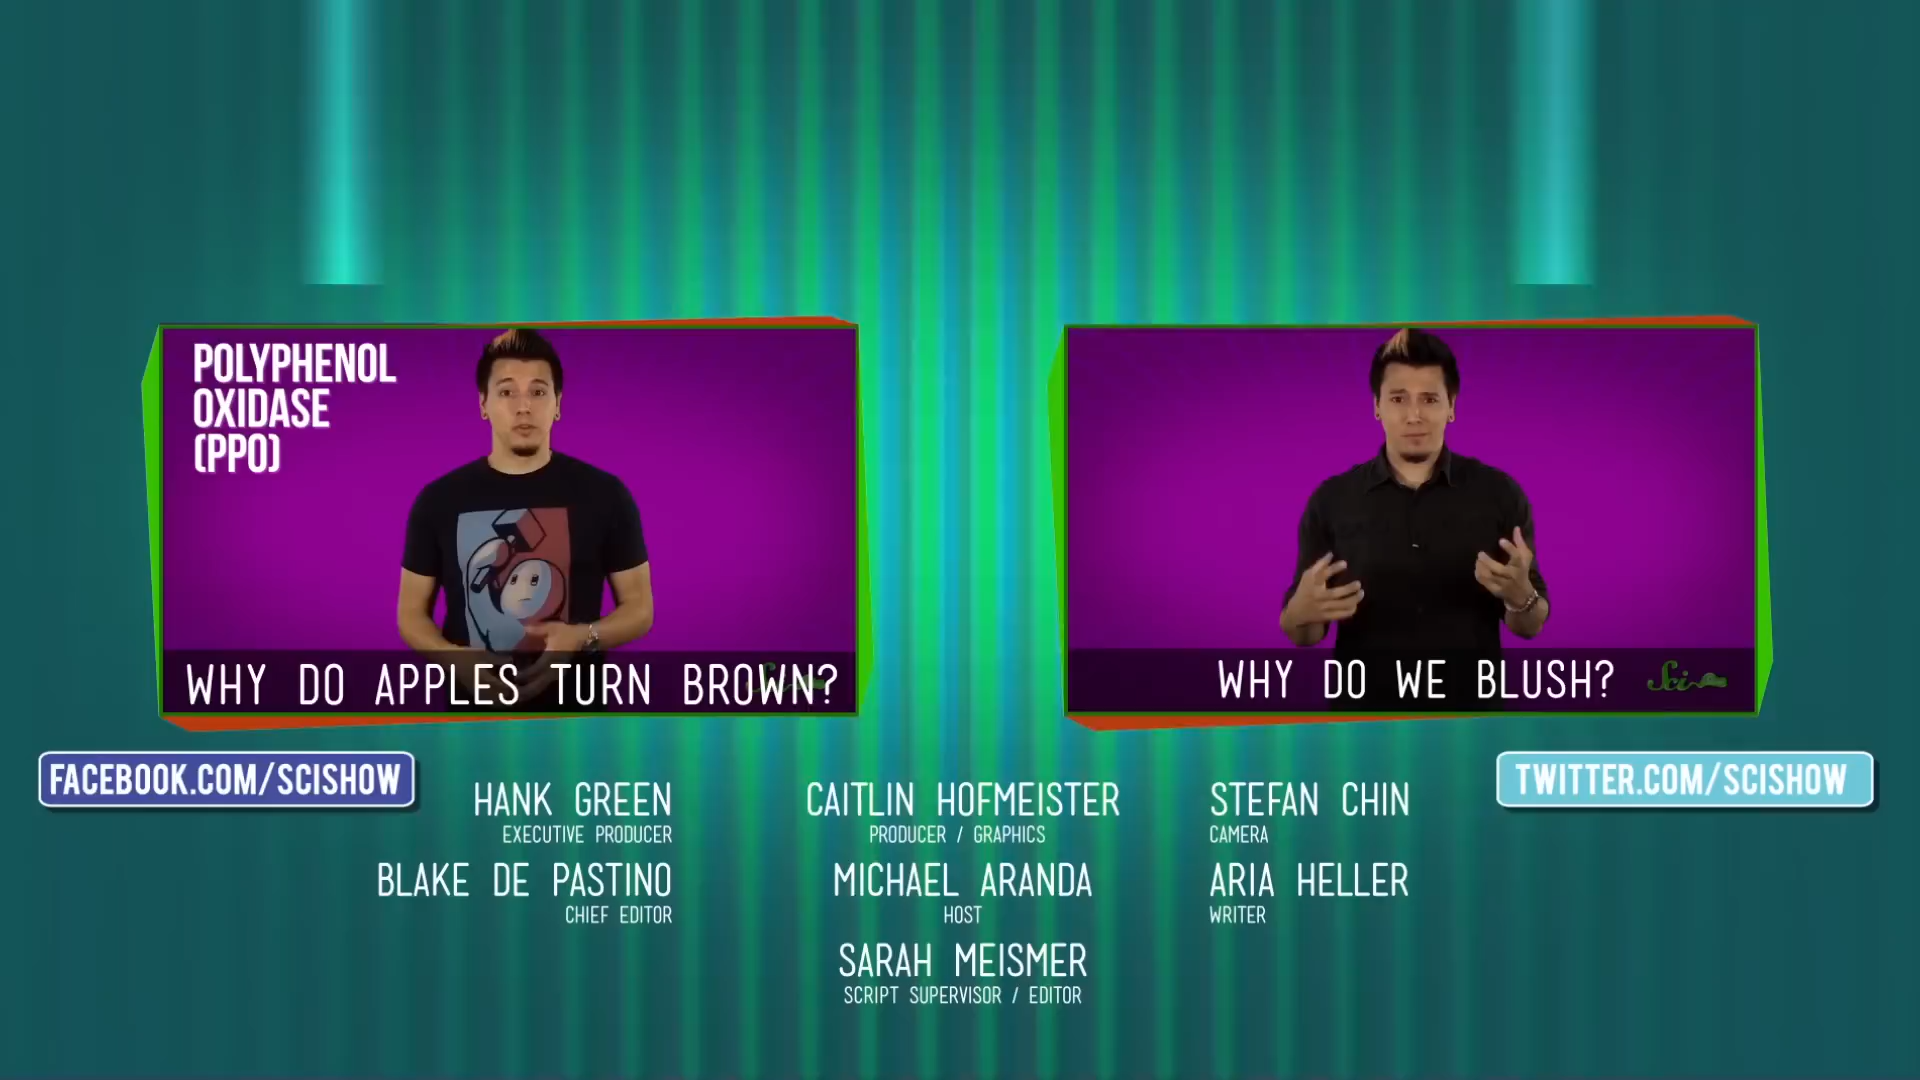 POLYPHENOL
OXIDASE
(PPO)
WHY DO APPLES TURN BROWN?
WHY DO WE BLUSH?
Sci
FACEBOOK.COM/SCISHOW
TWITTER.COM/SCISHOW
HANK GREEN
EXECUTIVE PRODUCER
BLAKE DE PASTINO
CHIEF EDITOR
CAITLIN HOFMEISTER
PRODUCER / GRAPHICS
MICHAEL ARANDA
HOST
SARAH MEISMER
SCRIPT SUPERVISOR / EDITOR
STEFAN CHIN
CAMERA
ARIA HELLER
WRITER